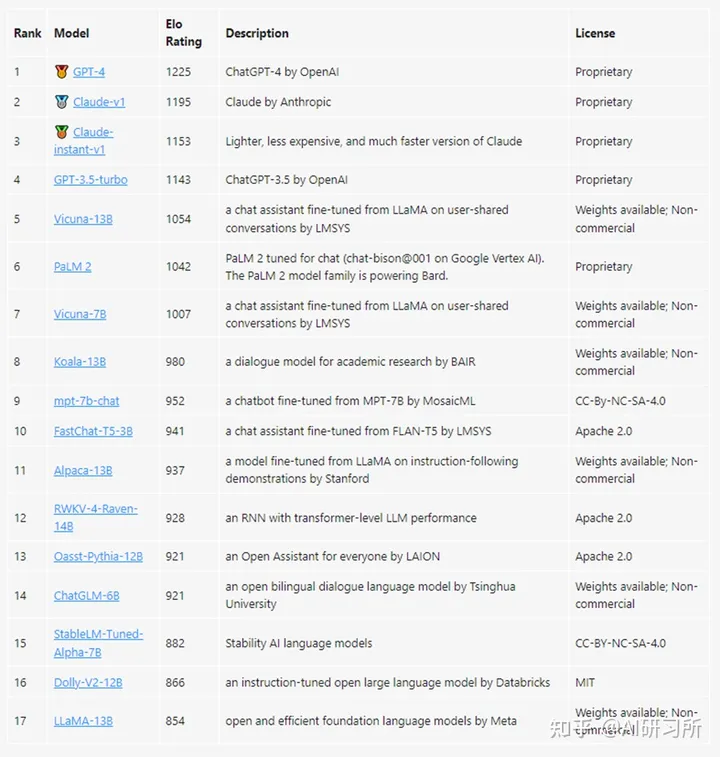 Rank Model Elo Rating Description License
1 GPT-4 1225 ChatGPT-4 by OpenAI Proprietary
2 Claude-v1 1195 Claude by Anthropic Proprietary
3 Claude-instant-v1 1153 Lighter, less expensive, and much faster version of Claude Proprietary
4 GPT-3.5-turbo 1143 ChatGPT-3.5 by OpenAI Proprietary
5 Vicuna-13B 1054 a chat assistant fine-tuned from LLaMA on user-shared conversations by LMSYS Weights available; Non-commercial
6 PaLM 2 1042 PaLM 2 tuned for chat (chat-bison@001 on Google Vertex AI). The PaLM 2 model family is powering Bard. Proprietary
7 Vicuna-7B 1007 a chat assistant fine-tuned from LLaMA on user-shared conversations by LMSYS Weights available; Non-commercial
8 Koala-13B 980 a dialogue model for academic research by BAIR Weights available; Non-commercial
9 mpt-7b-chat 952 a chatbot fine-tuned from MPT-7B by MosaicML CC-By-NC-SA-4.0
10 FastChat-T5-3B 941 a chat assistant fine-tuned from FLAN-T5 by LMSYS Apache 2.0
11 Alpaca-13B 937 a model fine-tuned from LLaMA on instruction-following demonstrations by Stanford Weights available; Non-commercial
12 RWKV-4-Raven-14B 928 an RNN with transformer-level LLM performance Apache 2.0
13 Oasst-Pythia-12B 921 an Open Assistant for everyone by LAION Apache 2.0
14 ChatGLM-6B 921 an open bilingual dialogue language model by Tsinghua University Weights available; Non-commercial
15 StableLM-Tuned-Alpha-7B 882 Stability AI language models CC-BY-NC-SA-4.0
16 Dolly-V2-12B 866 an instruction-tuned open large language model by Databricks MIT
17 LLaMA-13B 854 open and efficient foundation language models by Meta Weights available; Non-commercial
知乎 @AI研习所